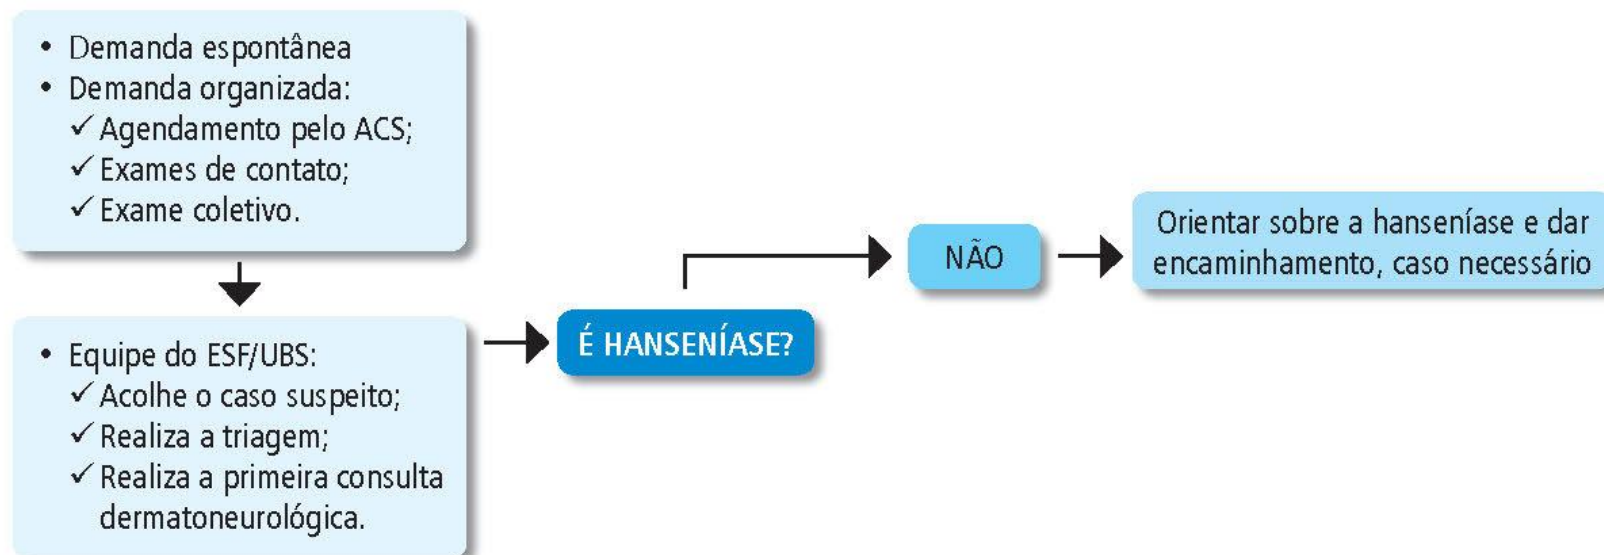 • Demanda espontânea
• Demanda organizada:
✓ Agendamento pelo ACS;
✓ Exames de contato;
✓ Exame coletivo.
• Equipe do ESF/UBS:
✓ Acolhe o caso suspeito;
✓ Realiza a triagem;
✓ Realiza a primeira consulta
dermatoneurológica.
É HANSENÍASE?
NÃO
Orientar sobre a hanseníase e dar
encaminhamento, caso necessário